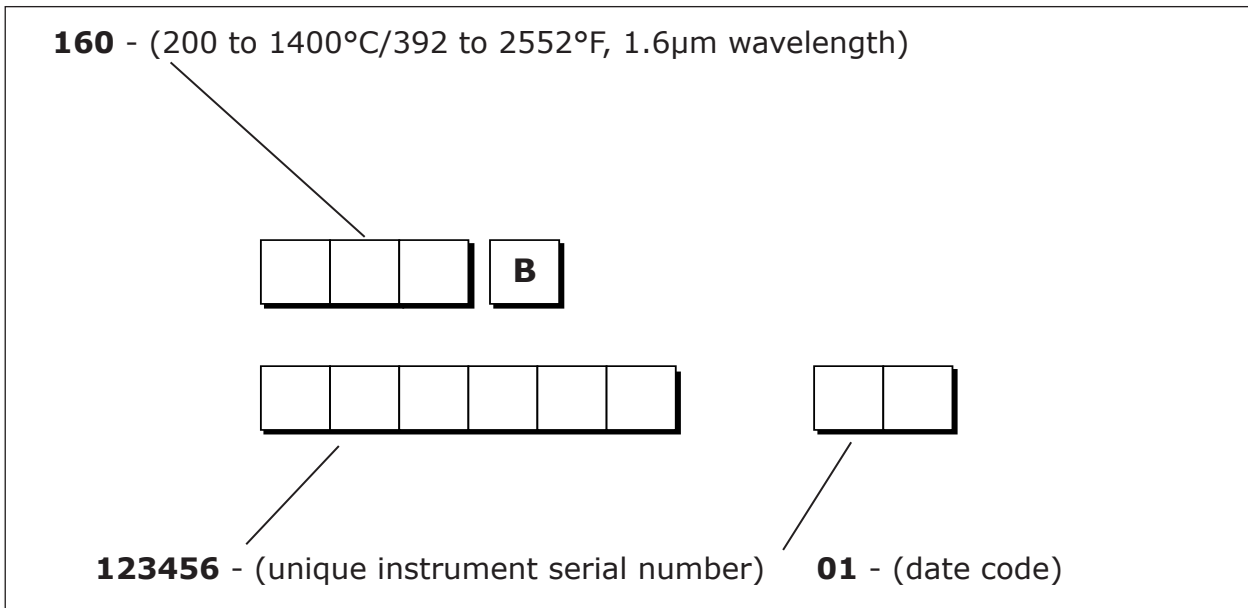 160 - (200 to 1400°C/392 to 2552°F, 1.6µm wavelength)
B
123456 - (unique instrument serial number) 01 - (date code)